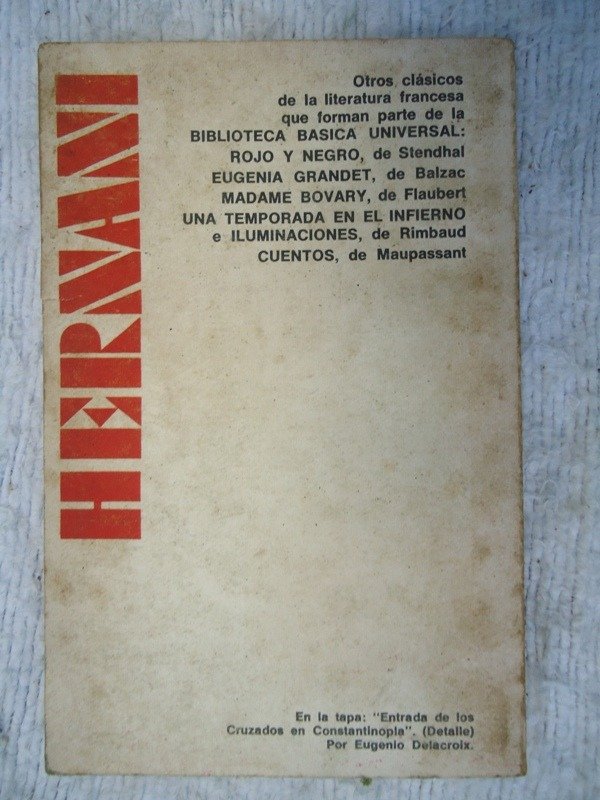 HERNANI
Otros clásicos
de la literatura francesa
que forman parte de la
BIBLIOTECA BASICA UNIVERSAL:
ROJO Y NEGRO, de Stendhal
EUGENIA GRANDET, de Balzac
MADAME BOVARY, de Flaubert
UNA TEMPORADA EN EL INFIERNO
e ILUMINACIONES, de Rimbaud
CUENTOS, de Maupassant
En la tapa: "Entrada de los
Cruzados en Constantinopla". (Detalle)
Por Eugenio Delacroix.